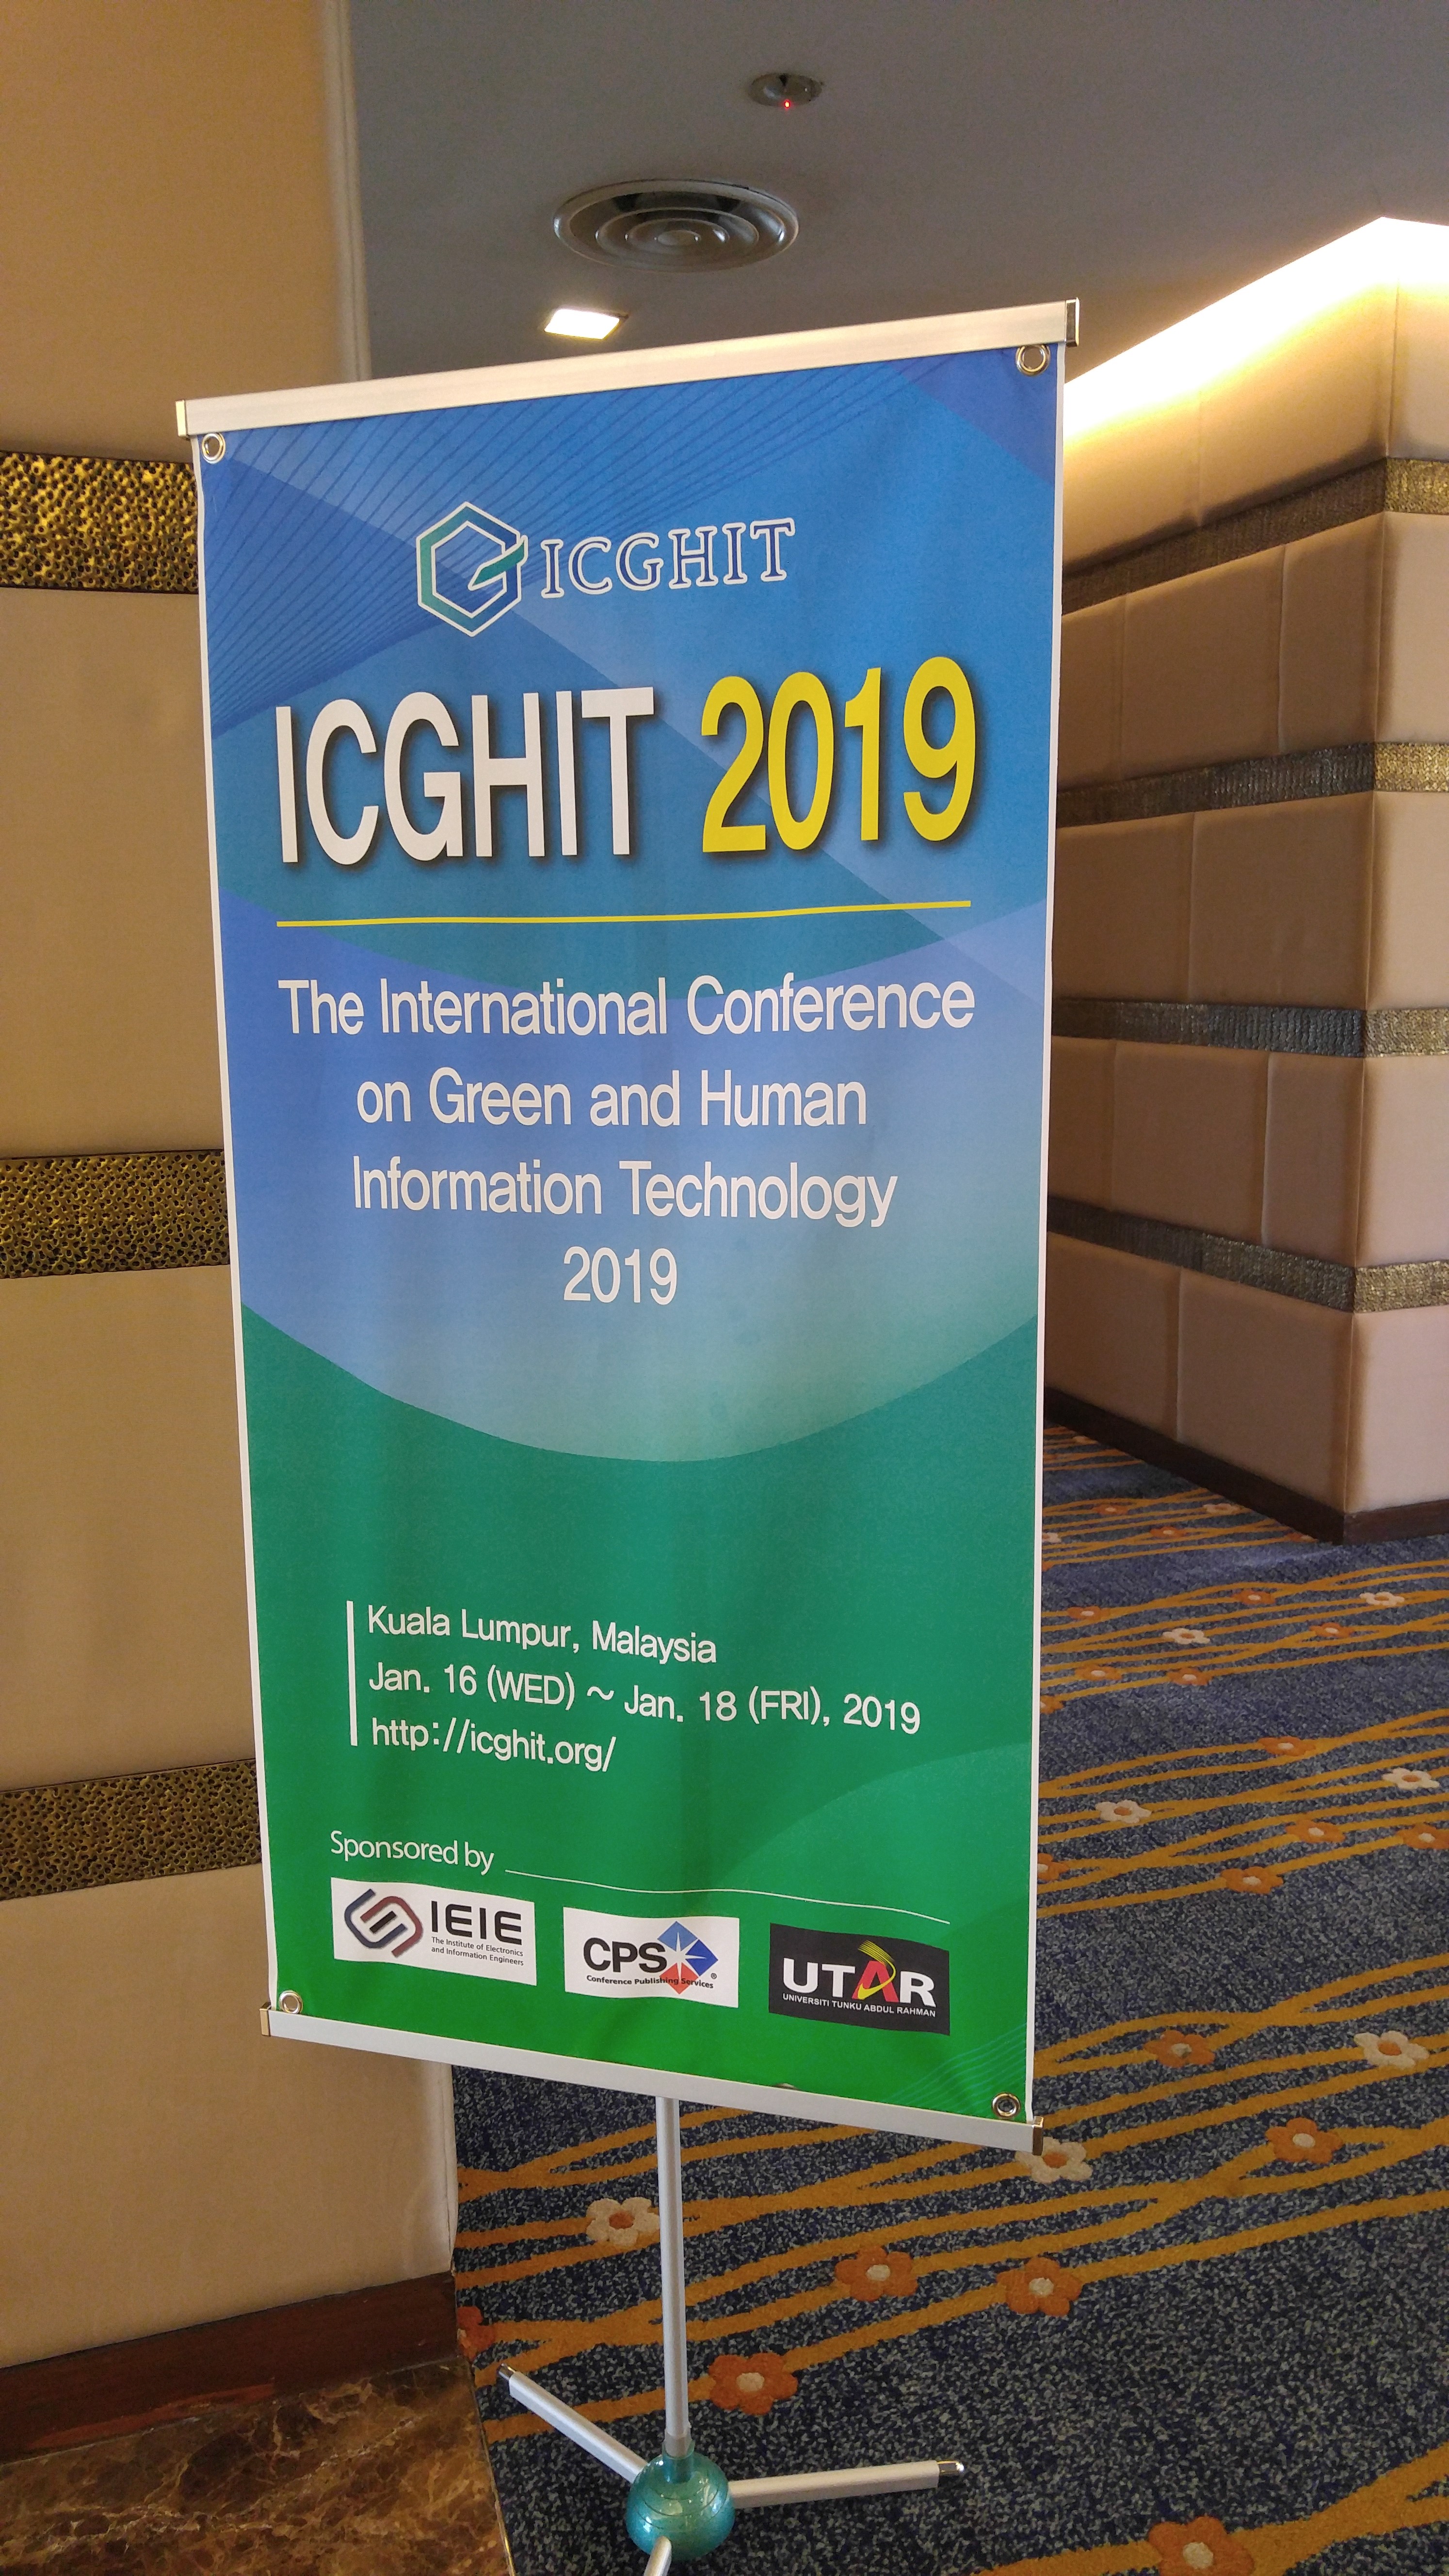 ICGHIT
ICGHIT 2019
The International Conference
on Green and Human
Information Technology
2019
Kuala Lumpur, Malaysia
Jan. 16 (WED) ~ Jan. 18 (FRI), 2019
http://icghit.org/
Sponsored by
IEIE
The Institute of Electronics
and Information Engineers
CPS
Conference Publishing Services
UTAR
UNIVERSITI TUNKU ABDUL RAHMAN